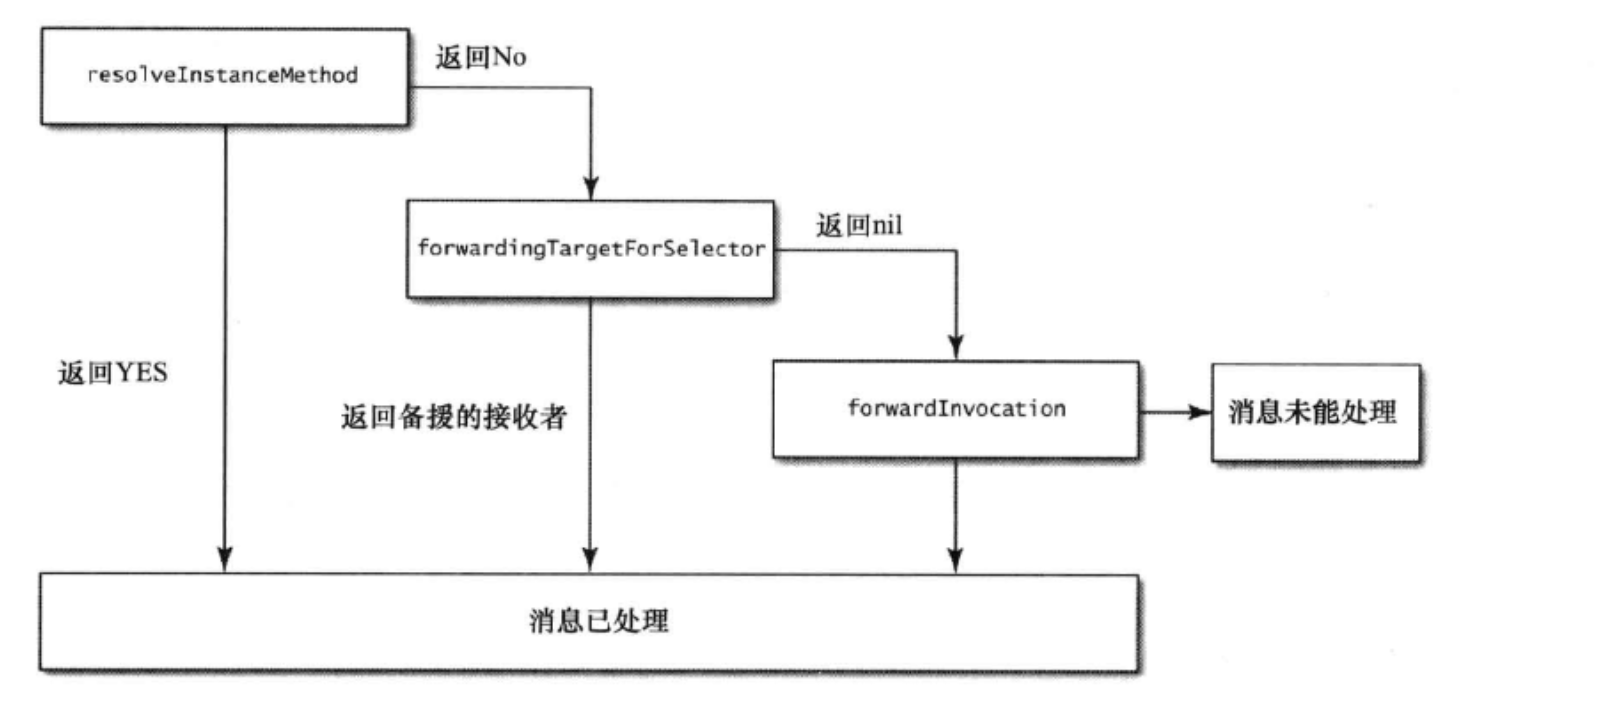 resolveInstanceMethod
返回No
forwardingTargetForSelector
返回nil
返回YES
返回备援的接收者
forwardInvocation
消息未能处理
消息已处理